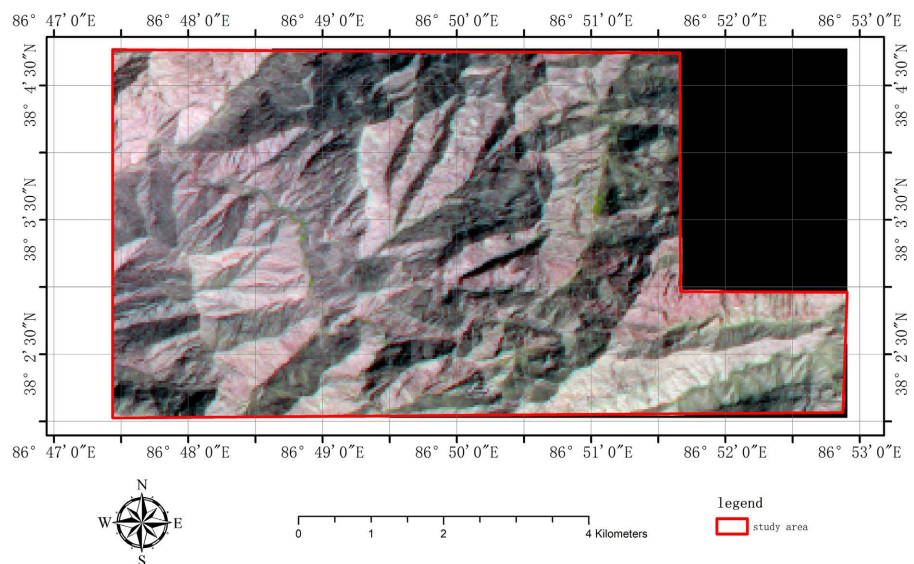 86° 47′ 0″E 86° 48′ 0″E 86° 49′ 0″E 86° 50′ 0″E 86° 51′ 0″E 86° 52′ 0″E 86° 53′ 0″E
38° 4′ 30″N 38° 4′ 30″N
38° 3′ 30″N 38° 3′ 30″N
38° 2′ 30″N 38° 2′ 30″N
86° 47′ 0″E 86° 48′ 0″E 86° 49′ 0″E 86° 50′ 0″E 86° 51′ 0″E 86° 52′ 0″E 86° 53′ 0″E
N
W E
S
0 1 2 4 Kilometers
legend
study area